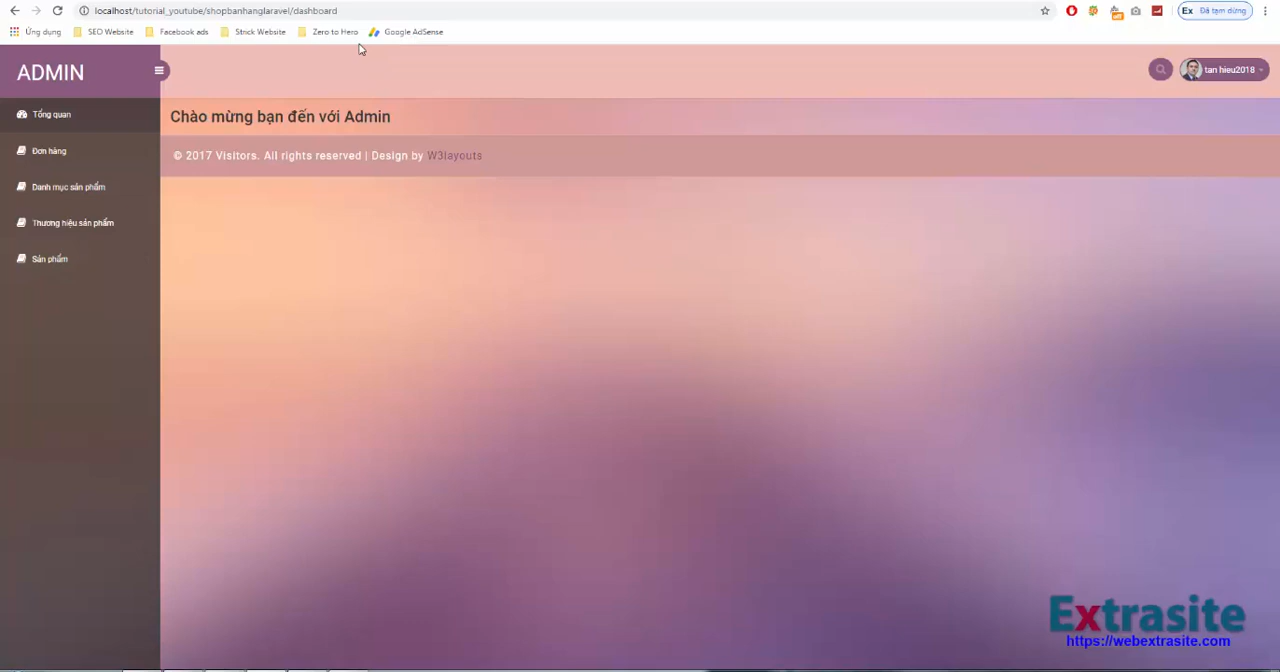 localhost/tutorial_youtube/shopbanhanglaravel/dashboard
Ex Đã tạm dừng
Ứng dụng SEO Website Facebook ads Strick Website Zero to Hero Google AdSense
ADMIN
tan hieu2018
Tổng quan
Chào mừng bạn đến với Admin
Đơn hàng
© 2017 Visitors. All rights reserved | Design by W3layouts
Danh mục sản phẩm
Thương hiệu sản phẩm
Sản phẩm
Extrasite
https://webextrasite.com